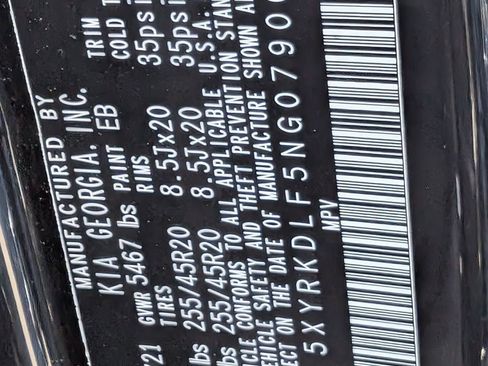 MANUFACTURED BY
KIA GEORGIA, INC.
PAINT EB TRIM
GVWR 5467 lbs
TIRES RIMS COLD
255/45R20 8.5Jx20 35psi
255/45R20 8.5Jx20 35psi
CONFORMS TO ALL APPLICABLE U.S.A.
SAFETY AND THEFT PREVENTION
ON THE DATE OF MANUFACTURE SHOWN
5XYRKDLF5NG0790
MPV